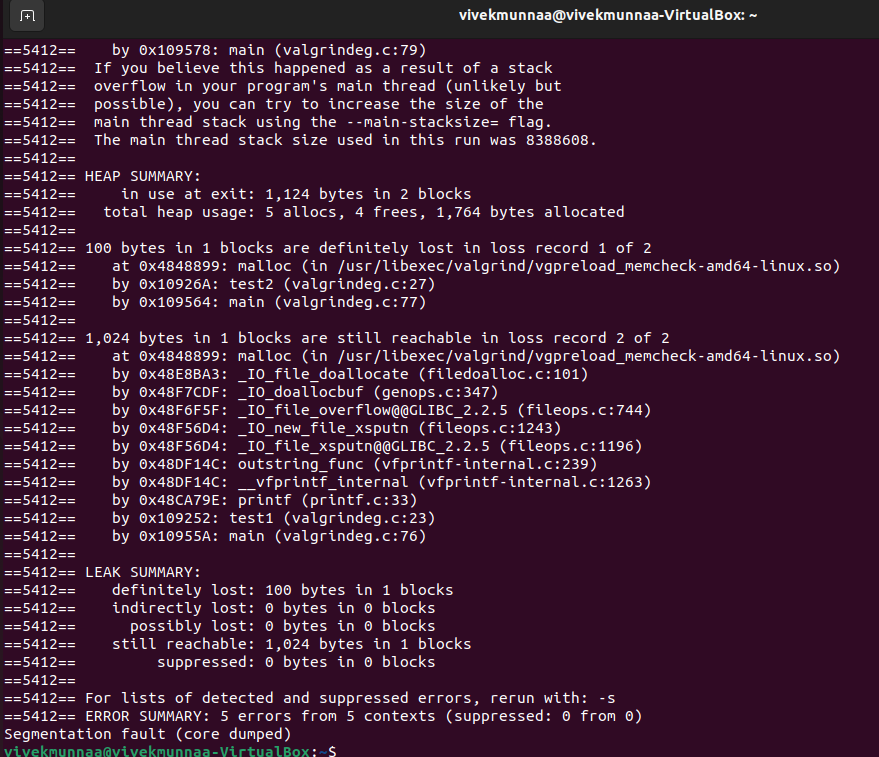 vivekmunnaa@vivekmunnaa-VirtualBox: ~
==5412==    by 0x109578: main (valgrindeg.c:79)
==5412==  If you believe this happened as a result of a stack
==5412==  overflow in your program's main thread (unlikely but
==5412==  possible), you can try to increase the size of the
==5412==  main thread stack using the --main-stacksize= flag.
==5412==  The main thread stack size used in this run was 8388608.
==5412==
==5412== HEAP SUMMARY:
==5412==     in use at exit: 1,124 bytes in 2 blocks
==5412==   total heap usage: 5 allocs, 4 frees, 1,764 bytes allocated
==5412==
==5412== 100 bytes in 1 blocks are definitely lost in loss record 1 of 2
==5412==    at 0x4848899: malloc (in /usr/libexec/valgrind/vgpreload_memcheck-amd64-linux.so)
==5412==    by 0x10926A: test2 (valgrindeg.c:27)
==5412==    by 0x109564: main (valgrindeg.c:77)
==5412==
==5412== 1,024 bytes in 1 blocks are still reachable in loss record 2 of 2
==5412==    at 0x4848899: malloc (in /usr/libexec/valgrind/vgpreload_memcheck-amd64-linux.so)
==5412==    by 0x48E8BA3: _IO_file_doallocate (filedoalloc.c:101)
==5412==    by 0x48F7CDF: _IO_doallocbuf (genops.c:347)
==5412==    by 0x48F6F5F: _IO_file_overflow@@GLIBC_2.2.5 (fileops.c:744)
==5412==    by 0x48F56D4: _IO_new_file_xsputn (fileops.c:1243)
==5412==    by 0x48F56D4: _IO_file_xsputn@@GLIBC_2.2.5 (fileops.c:1196)
==5412==    by 0x48DF14C: outstring_func (vfprintf-internal.c:239)
==5412==    by 0x48DF14C: __vfprintf_internal (vfprintf-internal.c:1263)
==5412==    by 0x48CA79E: printf (printf.c:33)
==5412==    by 0x109252: test1 (valgrindeg.c:23)
==5412==    by 0x10955A: main (valgrindeg.c:76)
==5412==
==5412== LEAK SUMMARY:
==5412==    definitely lost: 100 bytes in 1 blocks
==5412==    indirectly lost: 0 bytes in 0 blocks
==5412==      possibly lost: 0 bytes in 0 blocks
==5412==    still reachable: 1,024 bytes in 1 blocks
==5412==         suppressed: 0 bytes in 0 blocks
==5412==
==5412== For lists of detected and suppressed errors, rerun with: -s
==5412== ERROR SUMMARY: 5 errors from 5 contexts (suppressed: 0 from 0)
Segmentation fault (core dumped)
vivekmunnaa@vivekmunnaa-VirtualBox:~$